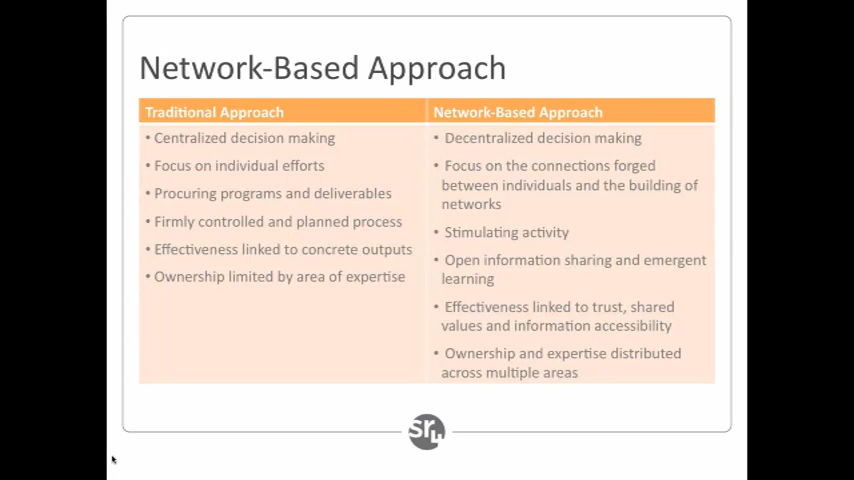 Network-Based Approach
Traditional Approach
• Centralized decision making
• Focus on individual efforts
• Procuring programs and deliverables
• Firmly controlled and planned process
• Effectiveness linked to concrete outputs
• Ownership limited by area of expertise
Network-Based Approach
• Decentralized decision making
• Focus on the connections forged
between individuals and the building of
networks
• Stimulating activity
• Open information sharing and emergent
learning
• Effectiveness linked to trust, shared
values and information accessibility
• Ownership and expertise distributed
across multiple areas
sr4